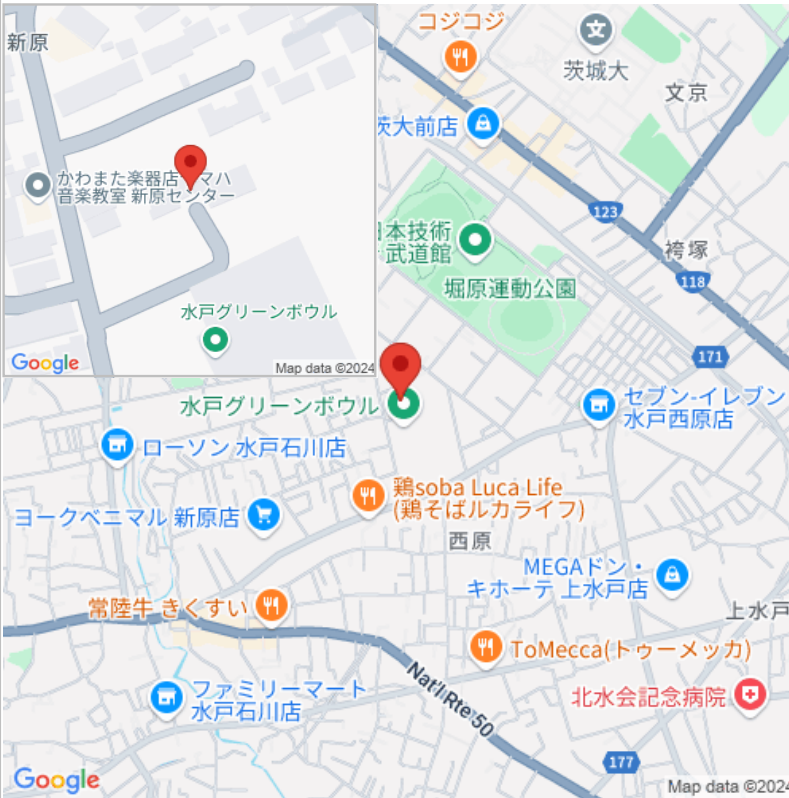 新原
かわまた楽器店 ヤマハ
音楽教室 新原センター
水戸グリーンボウル
Google
Map data ©2024
コジコジ
茨城大
文京
茨大前店
123
本技術
武道館
袴塚
118
堀原運動公園
171
水戸グリーンボウル
セブン-イレブン
水戸西原店
ローソン 水戸石川店
鶏soba Luca Life
(鶏そばルカライフ)
ヨークベニマル 新原店
西原
MEGAドン・
キホーテ 上水戸店
常陸牛 きくすい
上水戸
ToMecca(トゥーメッカ)
Nat'l Rte 50
ファミリーマート
水戸石川店
北水会記念病院
177
Google
Map data ©2024